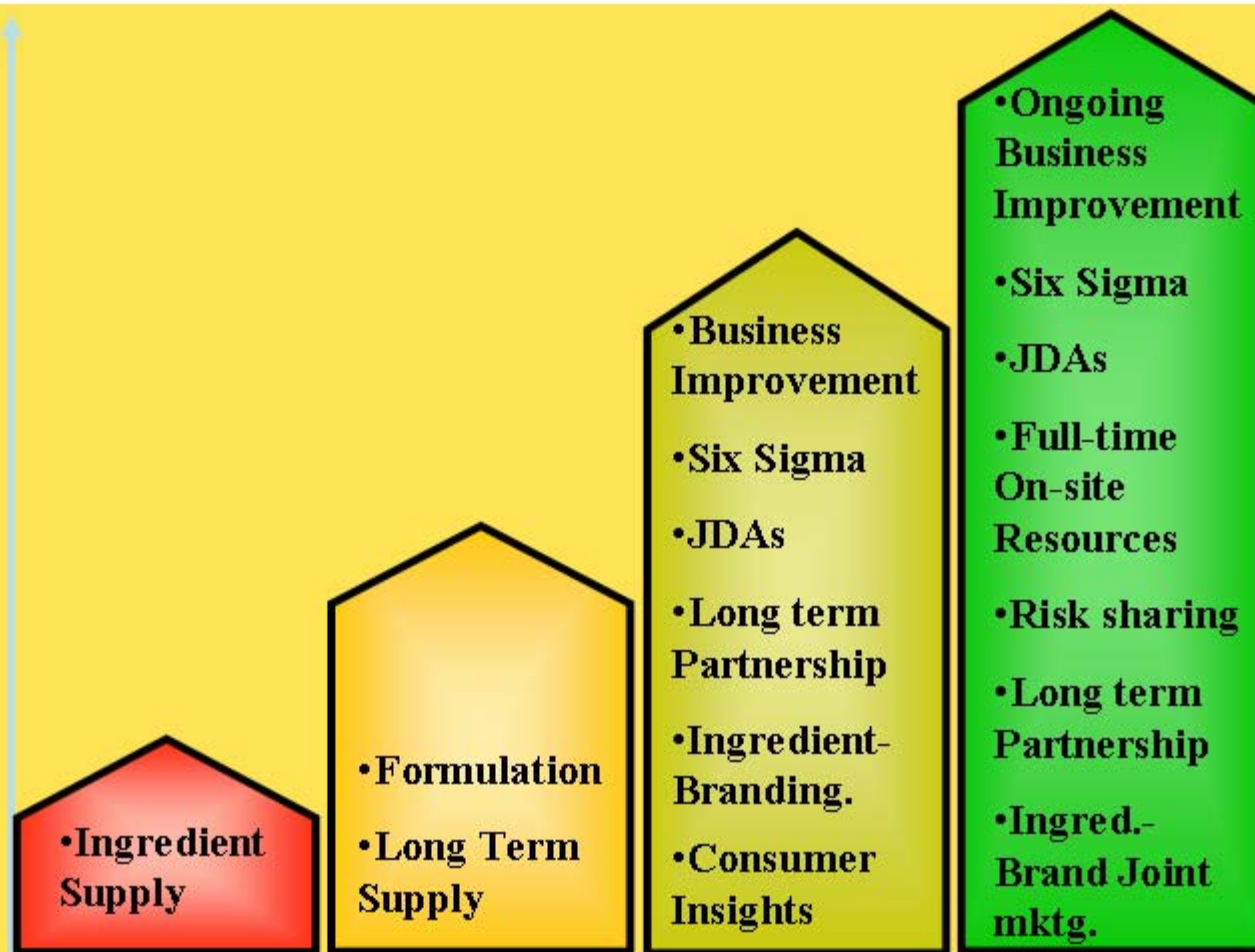 •Ingredient
Supply
•Formulation
•Long Term
Supply
•Business
Improvement
•Six Sigma
•JDAs
•Long term
Partnership
•Ingredient-
Branding.
•Consumer
Insights
•Ongoing
Business
Improvement
•Six Sigma
•JDAs
•Full-time
On-site
Resources
•Risk sharing
•Long term
Partnership
•Ingred.-
Brand Joint
mktg.